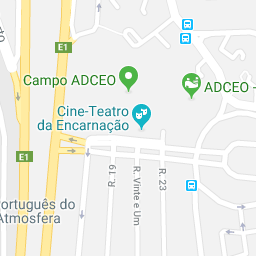 E1
Campo ADCEO
ADCEO -
Cine-Teatro
da Encarnação
E1
R. 19
R. Vinte e Um
R. 23
Português do
Atmosfera